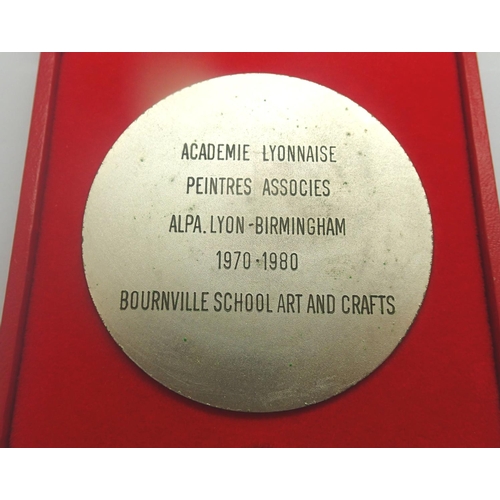 ACADEMIE LYONNAISE
PEINTRES ASSOCIES
ALPA. LYON-BIRMINGHAM
1970-1980
BOURNVILLE SCHOOL ART AND CRAFTS